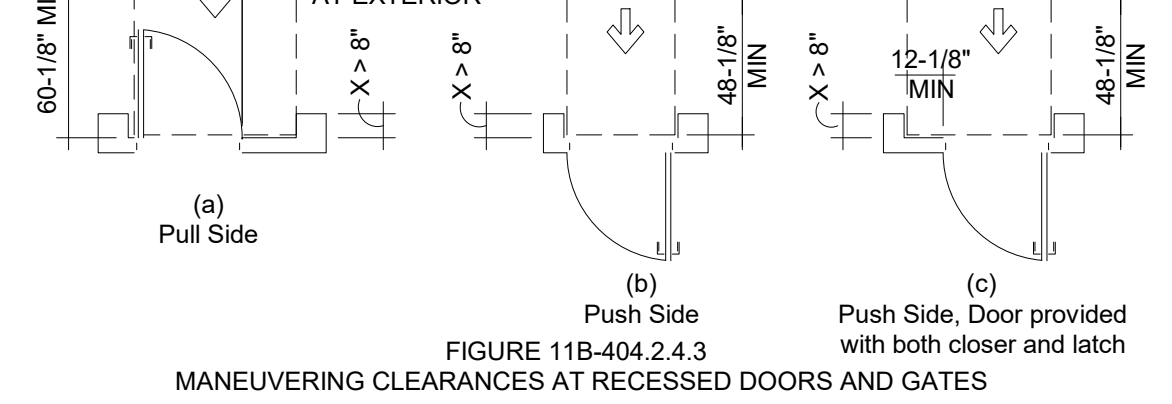 AT EXTERIOR
60-1/8" MI
X > 8"
X > 8"
48-1/8"
MIN
X > 8"
12-1/8"
MIN
48-1/8"
MIN
(a)
Pull Side
(b)
Push Side
(c)
Push Side, Door provided
with both closer and latch
FIGURE 11B-404.2.4.3
MANEUVERING CLEARANCES AT RECESSED DOORS AND GATES